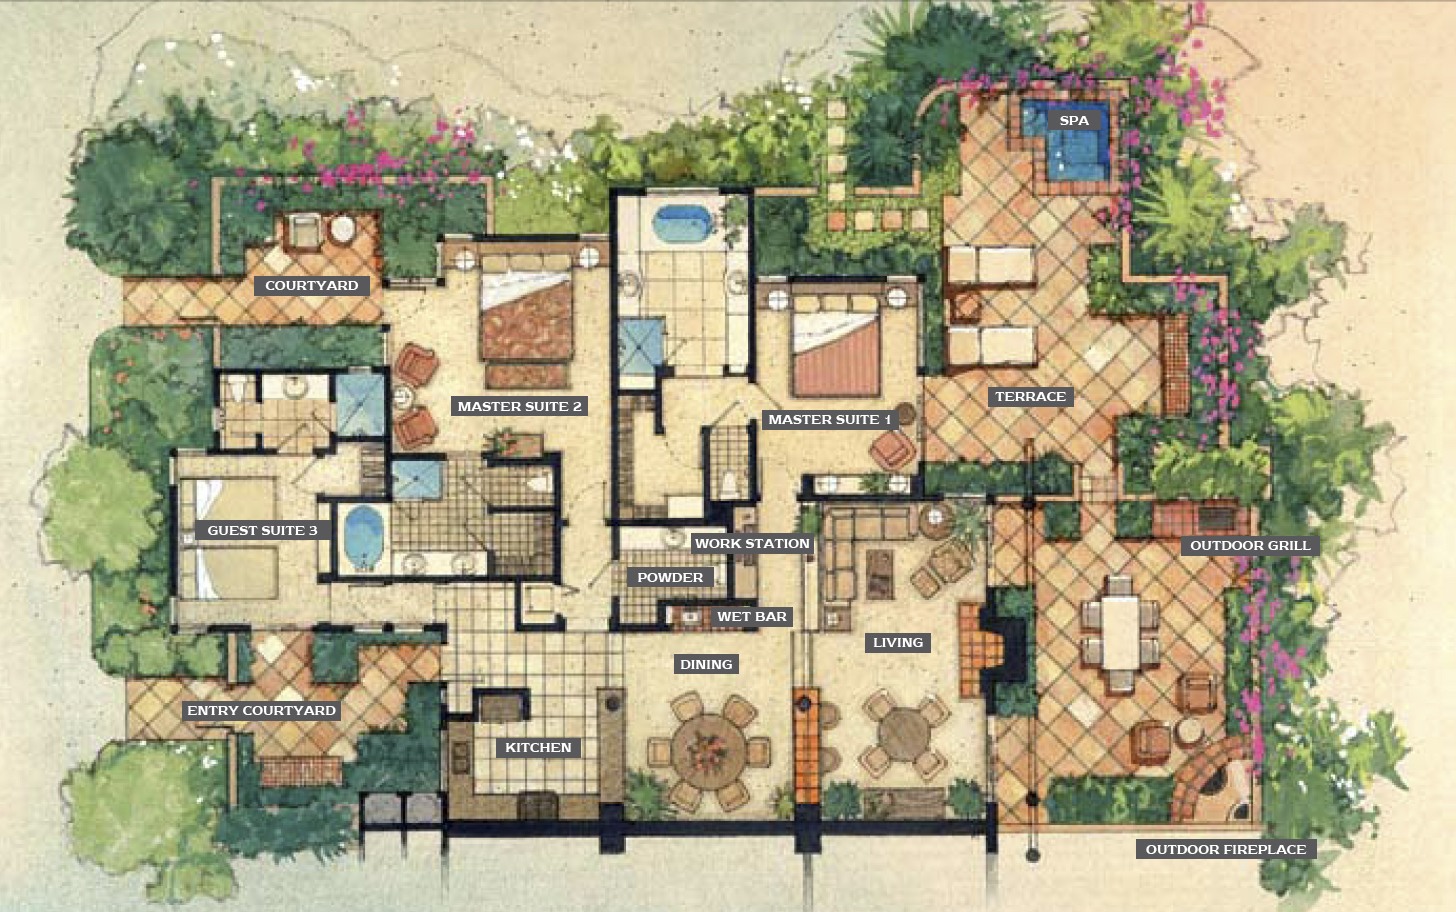 SPA
COURTYARD
TERRACE
MASTER SUITE 2
MASTER SUITE 1
GUEST SUITE 3
WORK STATION
OUTDOOR GRILL
POWDER
WET BAR
LIVING
DINING
ENTRY COURTYARD
KITCHEN
OUTDOOR FIREPLACE